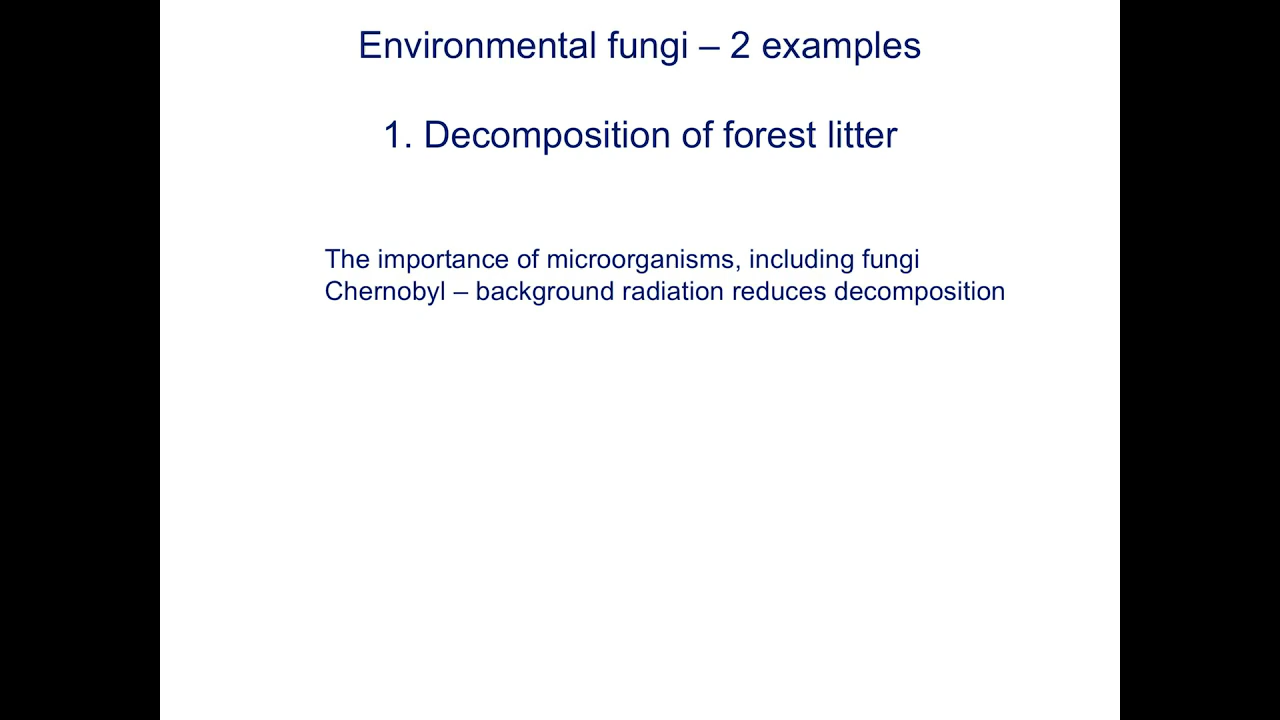 Environmental fungi – 2 examples
1. Decomposition of forest litter
The importance of microorganisms, including fungi
Chernobyl – background radiation reduces decomposition